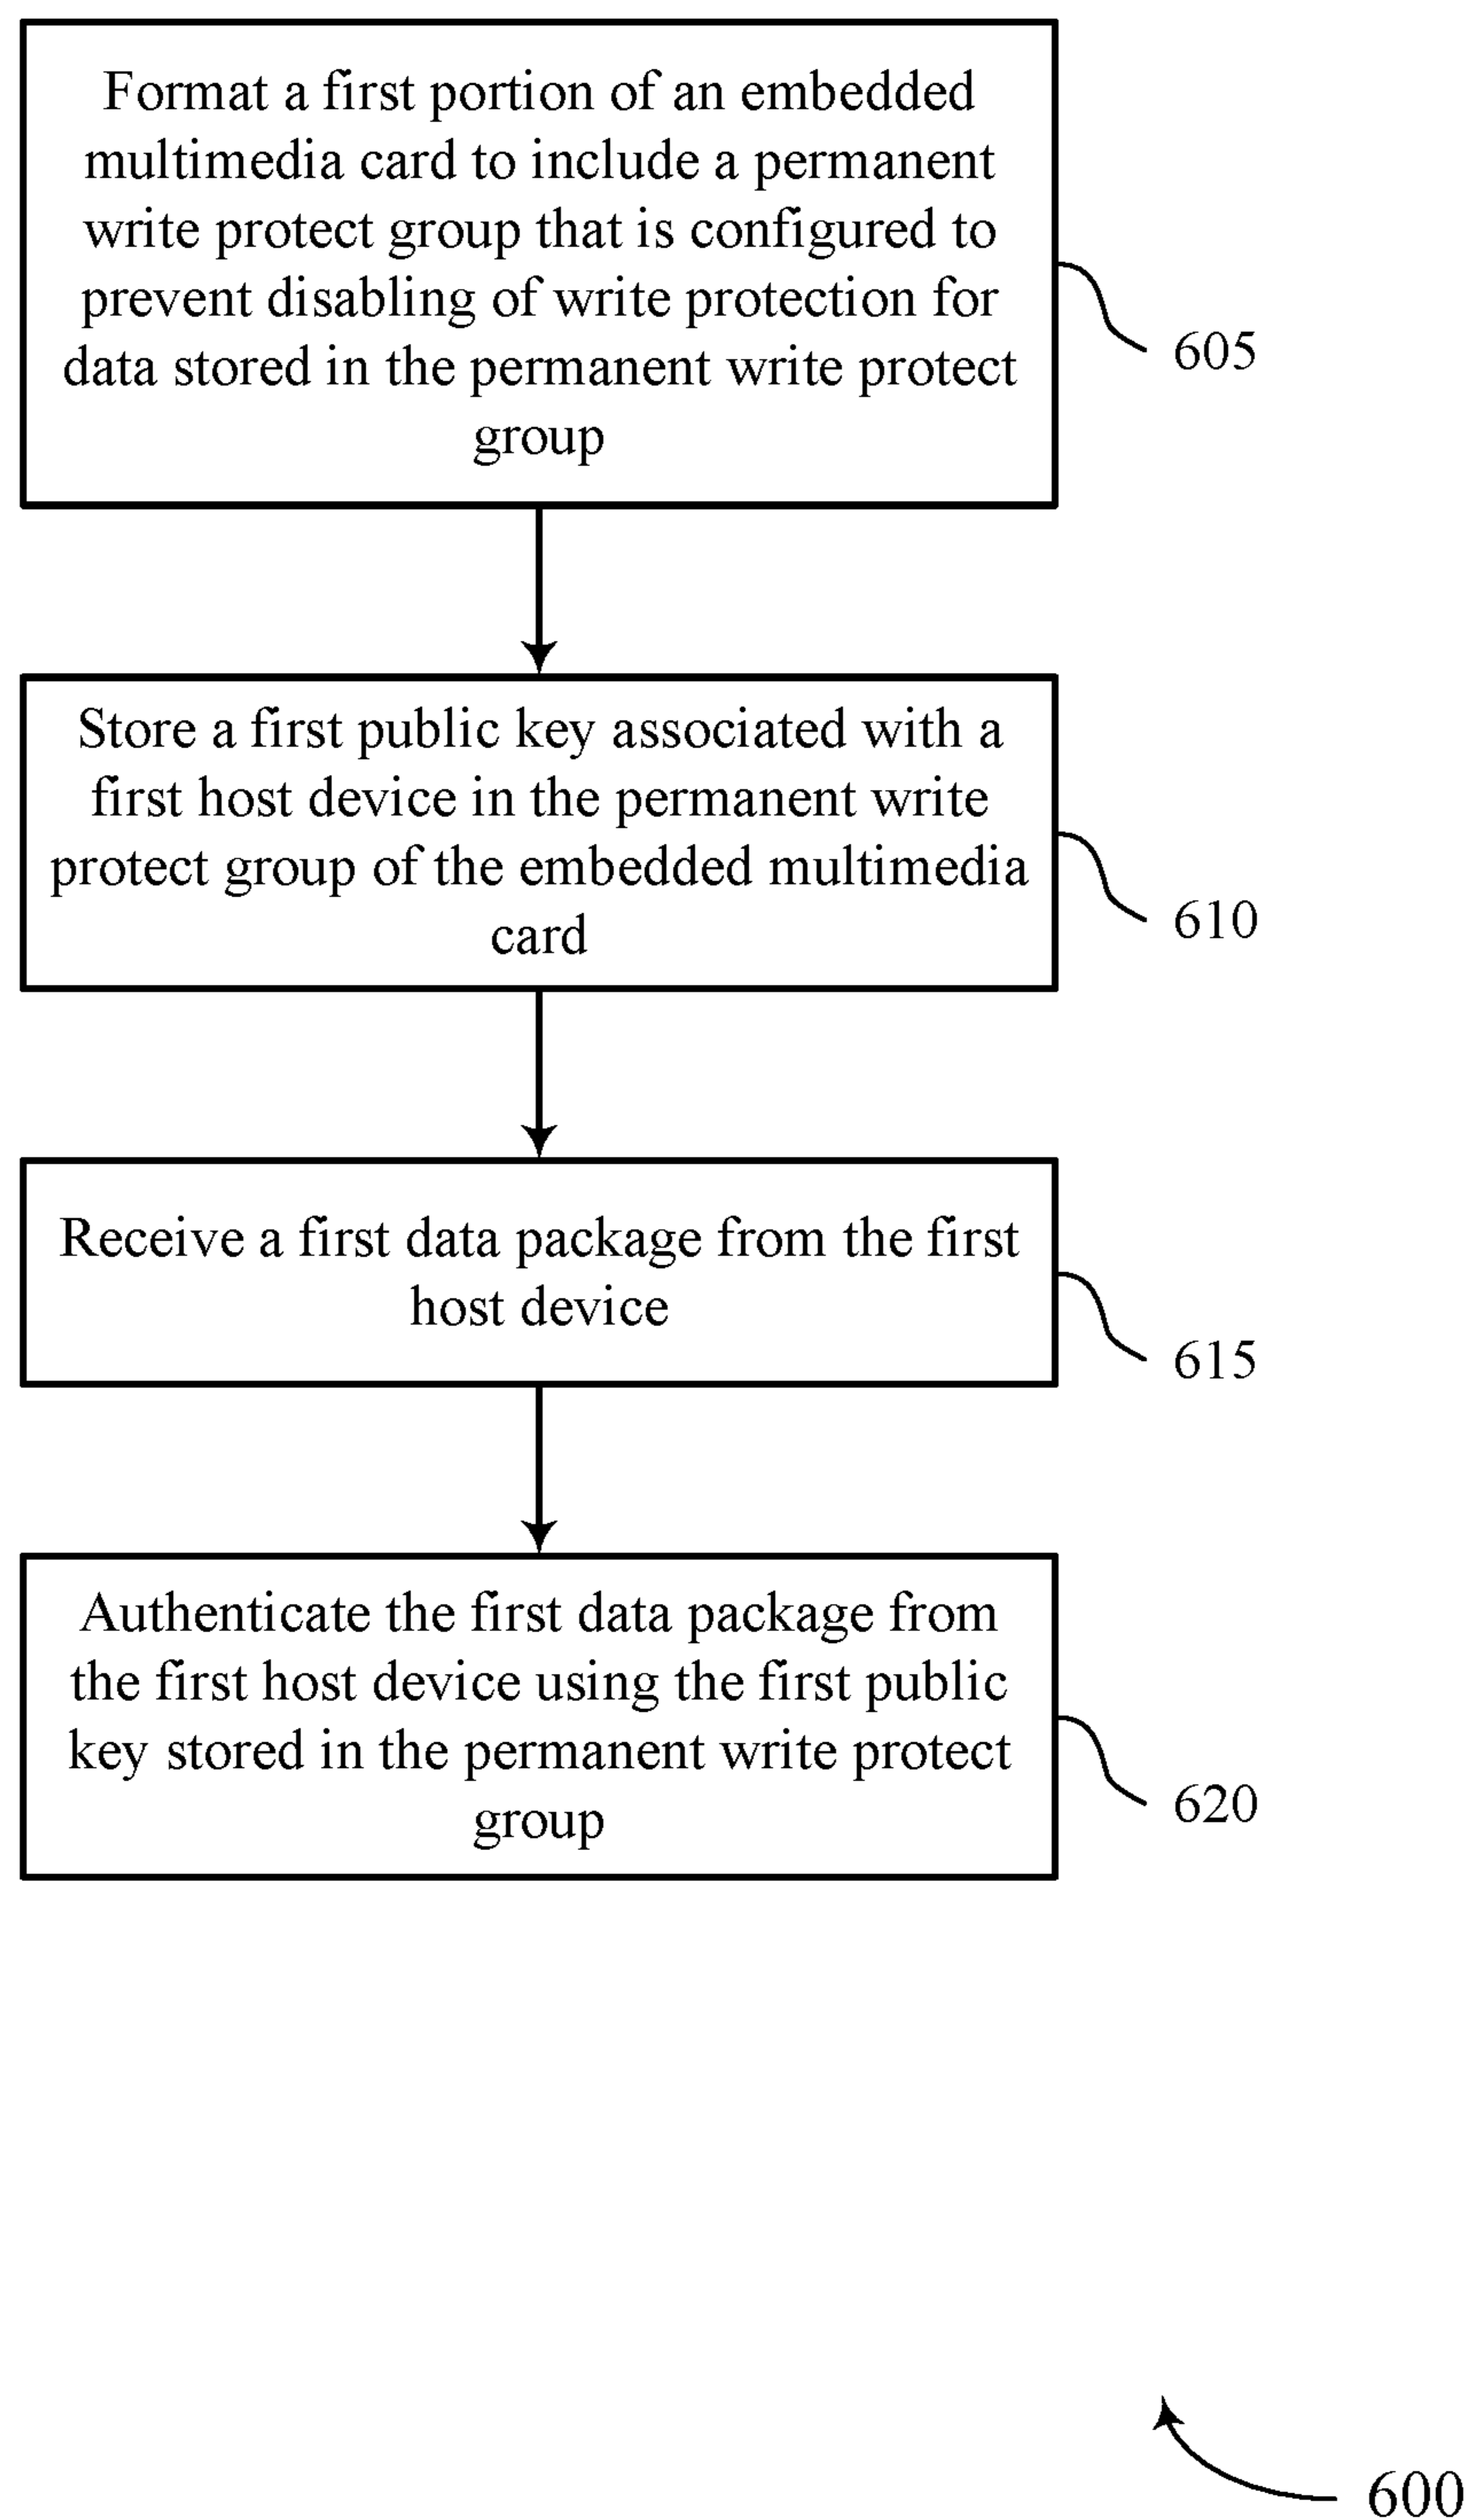 Format a first portion of an embedded
multimedia card to include a permanent
write protect group that is configured to
prevent disabling of write protection for
data stored in the permanent write protect
group
605
Store a first public key associated with a
first host device in the permanent write
protect group of the embedded multimedia
card
610
Receive a first data package from the first
host device
615
Authenticate the first data package from
the first host device using the first public
key stored in the permanent write protect
group
620
600